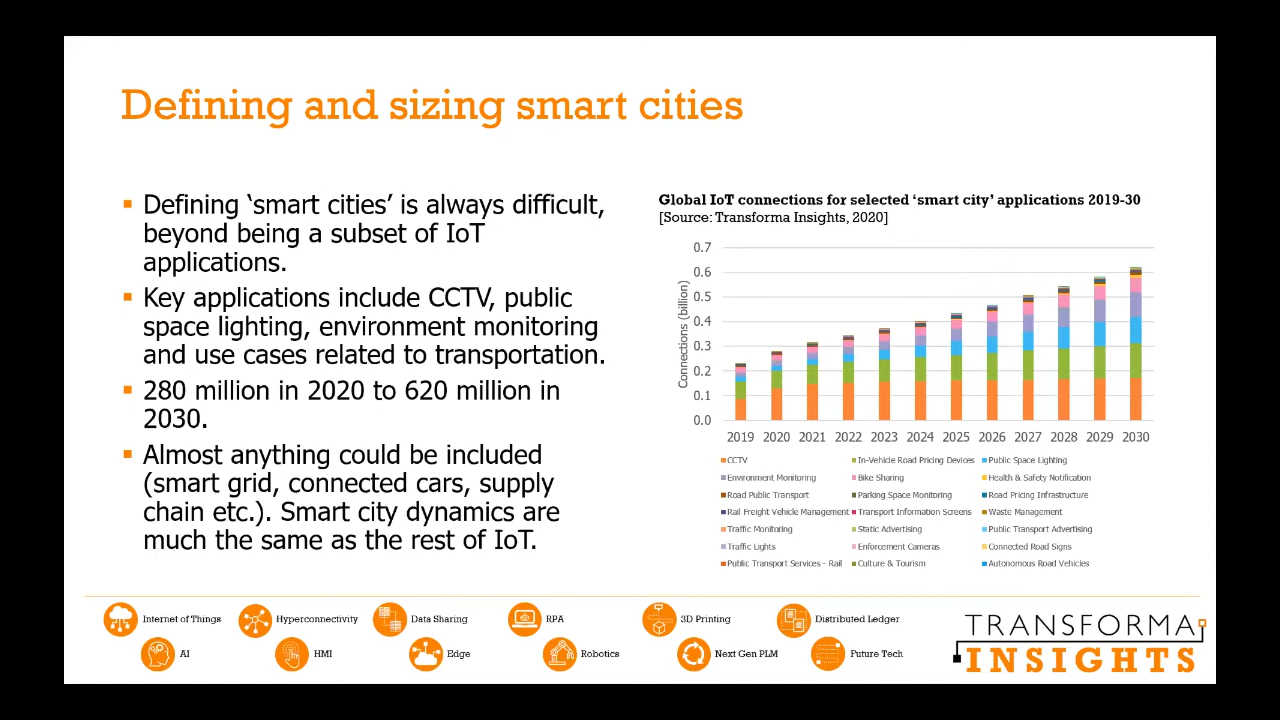 Defining and sizing smart cities
Defining ‘smart cities’ is always difficult,
beyond being a subset of IoT
applications.
Key applications include CCTV, public
space lighting, environment monitoring
and use cases related to transportation.
280 million in 2020 to 620 million in
2030.
Almost anything could be included
(smart grid, connected cars, supply
chain etc.). Smart city dynamics are
much the same as the rest of IoT.
Global IoT connections for selected ‘smart city’ applications 2019-30
[Source: Transforma Insights, 2020]
Connections (billion)
0.7
0.6
0.5
0.4
0.3
0.2
0.1
0.0
2019 2020 2021 2022 2023 2024 2025 2026 2027 2028 2029 2030
CCTV In-Vehicle Road Pricing Devices Public Space Lighting
Environment Monitoring Bike Sharing Health & Safety Notification
Road Public Transport Parking Space Monitoring Road Pricing Infrastructure
Rail Freight Vehicle Management Transport Information Screens Waste Management
Traffic Monitoring Static Advertising Public Transport Advertising
Traffic Lights Enforcement Cameras Connected Road Signs
Public Transport Services - Rail Culture & Tourism Autonomous Road Vehicles
Internet of Things Hyperconnectivity Data Sharing RPA 3D Printing Distributed Ledger
AI HMI Edge Robotics Next Gen PLM Future Tech
TRANSFORMA
INSIGHTS